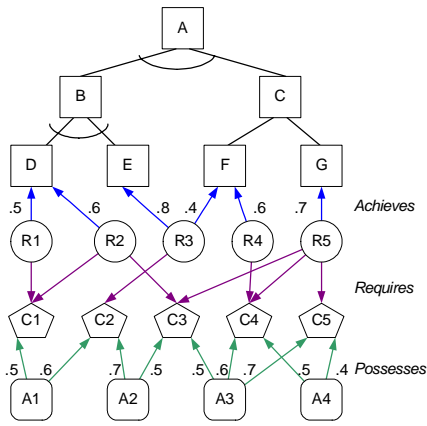 A
B
C
D
E
F
G
.5
.6
.8
.4
.6
.7
Achieves
R1
R2
R3
R4
R5
Requires
C1
C2
C3
C4
C5
.5
.6
.7
.5
.5
.6
.7
.5
.4
Possesses
A1
A2
A3
A4